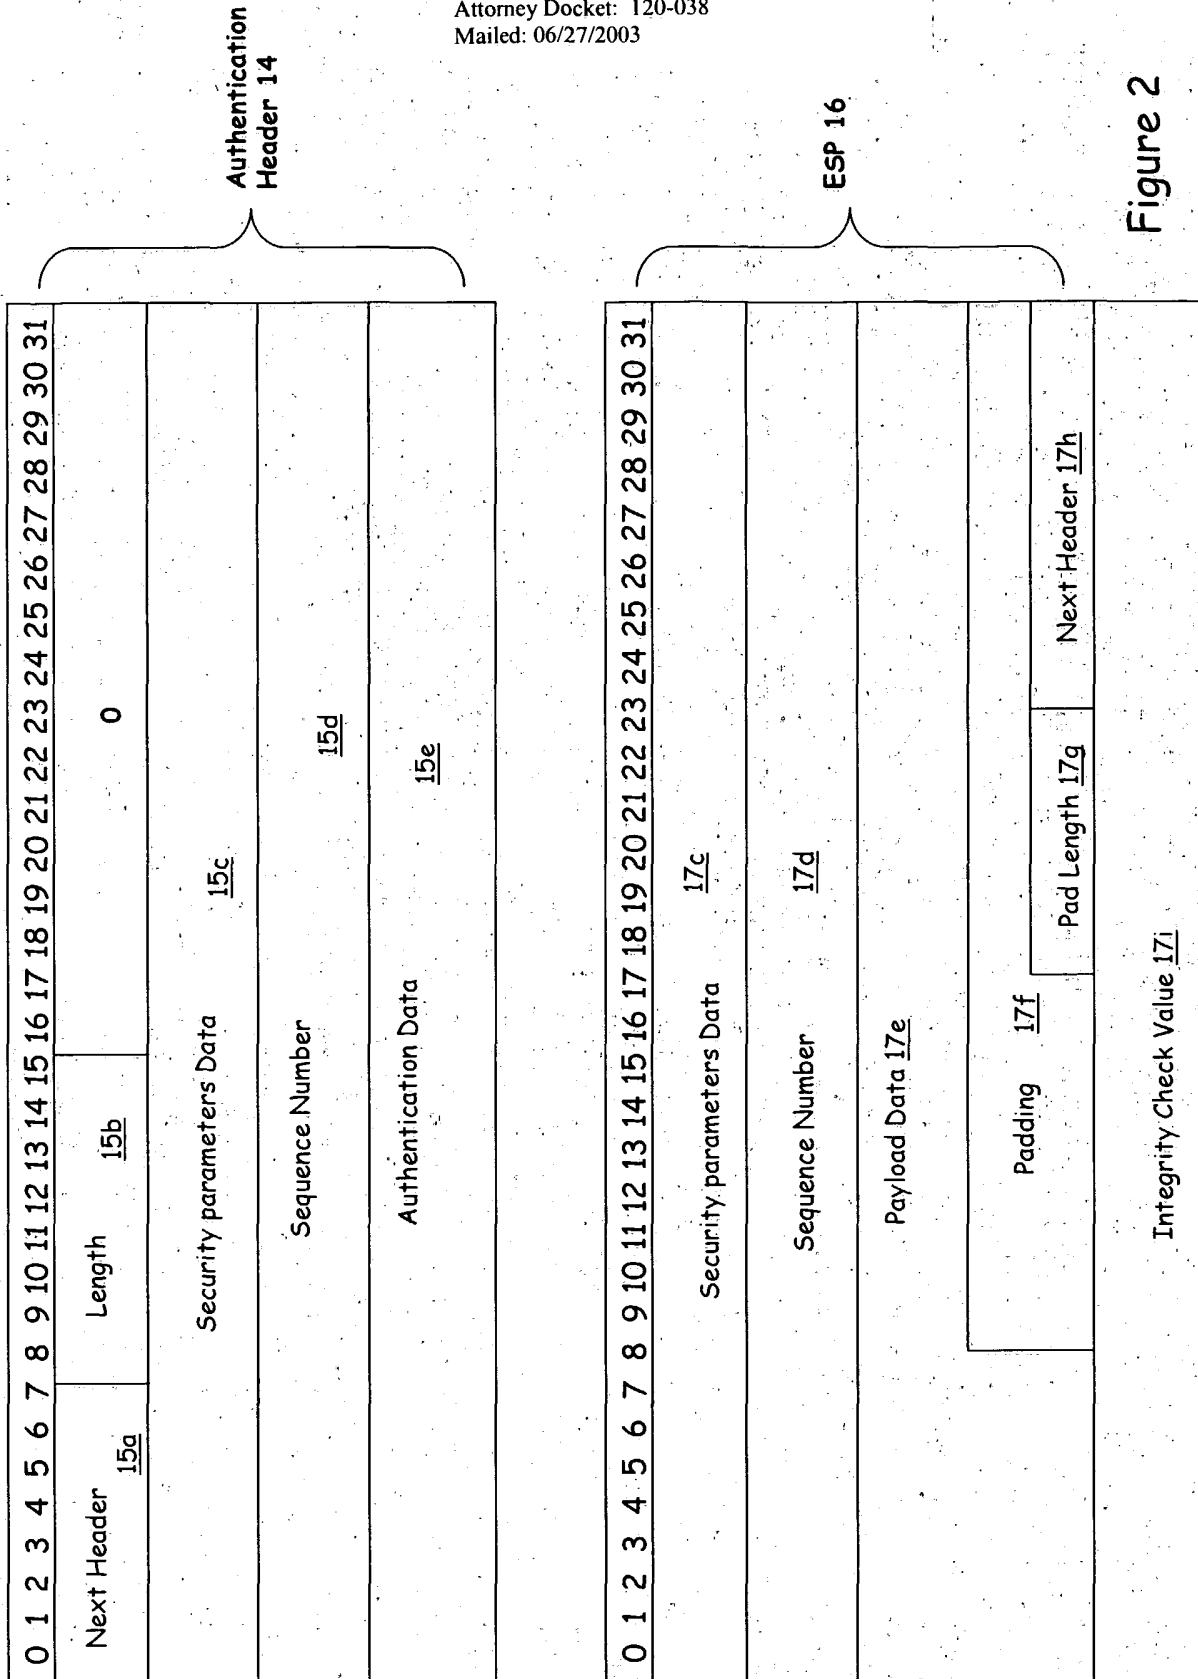 Attorney Docket: 120-038
Mailed: 06/27/2003
0 1 2 3 4 5 6 7 8 9 10 11 12 13 14 15 16 17 18 19 20 21 22 23 24 25 26 27 28 29 30 31
Next Header 15a
Length 15b
0
Security parameters Data 15c
Sequence Number 15d
Authentication Data 15e
Authentication
Header 14
0 1 2 3 4 5 6 7 8 9 10 11 12 13 14 15 16 17 18 19 20 21 22 23 24 25 26 27 28 29 30 31
Security parameters Data 17c
Sequence Number 17d
Payload Data 17e
Padding 17f
Pad Length 17g
Next Header 17h
Integrity Check Value 17i
ESP 16
Figure 2